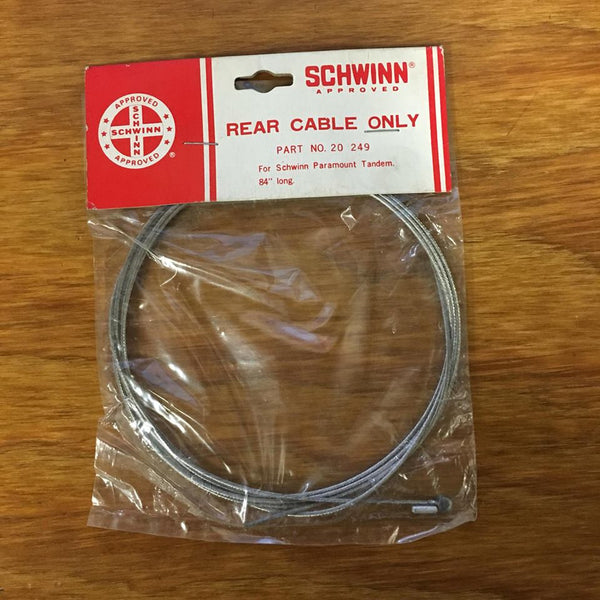 APPROVED
SCHWINN
SCHWINN
APPROVED
®
SCHWINN®
APPROVED
REAR CABLE ONLY
PART NO. 20 249
For Schwinn Paramount Tandem.
84" long.